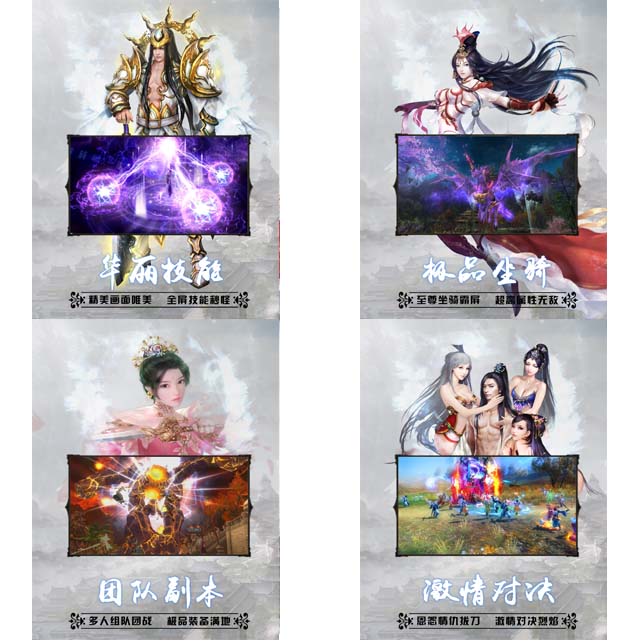 华丽技能
精美画面唯美 全屏技能秒怪
极品坐骑
至尊坐骑霸屏 超高属性无敌
团队副本
多人组队团战 极品装备满地
激情对决
恩怨情仇拔刀 激情对决烈焰